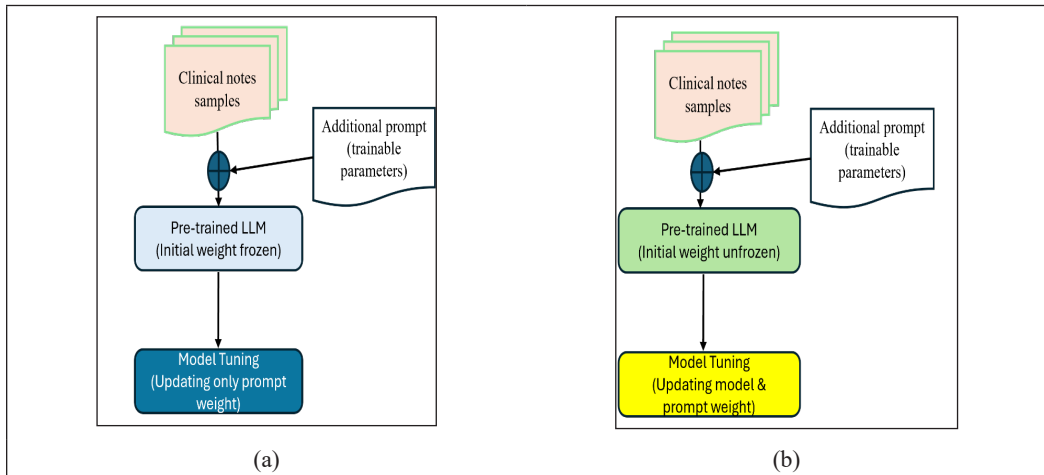 Clinical notes
samples
Additional prompt
(trainable
parameters)
Pre-trained LLM
(Initial weight frozen)
Model Tuning
(Updating only prompt
weight)
(a)
Clinical notes
samples
Additional prompt
(trainable
parameters)
Pre-trained LLM
(Initial weight unfrozen)
Model Tuning
(Updating model &
prompt weight)
(b)